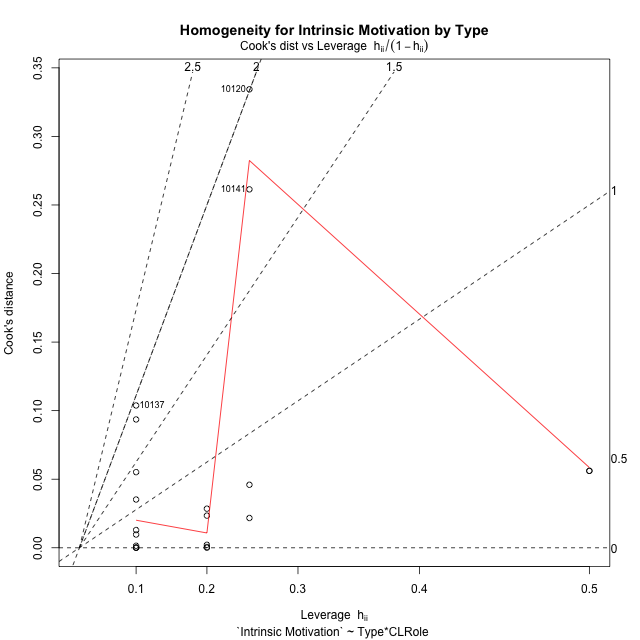 Homogeneity for Intrinsic Motivation by Type
Cook's dist vs Leverage hᵢᵢ/(1 − hᵢᵢ)
2.5 2 1.5
0.35
10120
0.30
10141
0.25
1
0.20
0.15
10137
0.10
0.5
0.05
0.00 0
Cook's distance
0.1 0.2 0.3 0.4 0.5
Leverage hᵢᵢ
`Intrinsic Motivation` ~ Type*CLRole